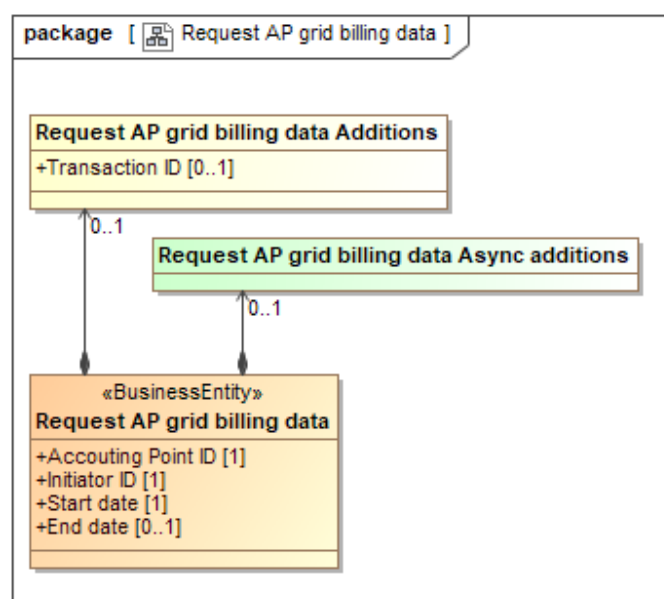 package [ Request AP grid billing data ]
Request AP grid billing data Additions
+Transaction ID [0..1]
0..1
Request AP grid billing data Async additions
0..1
«BusinessEntity»
Request AP grid billing data
+Accouting Point ID [1]
+Initiator ID [1]
+Start date [1]
+End date [0..1]